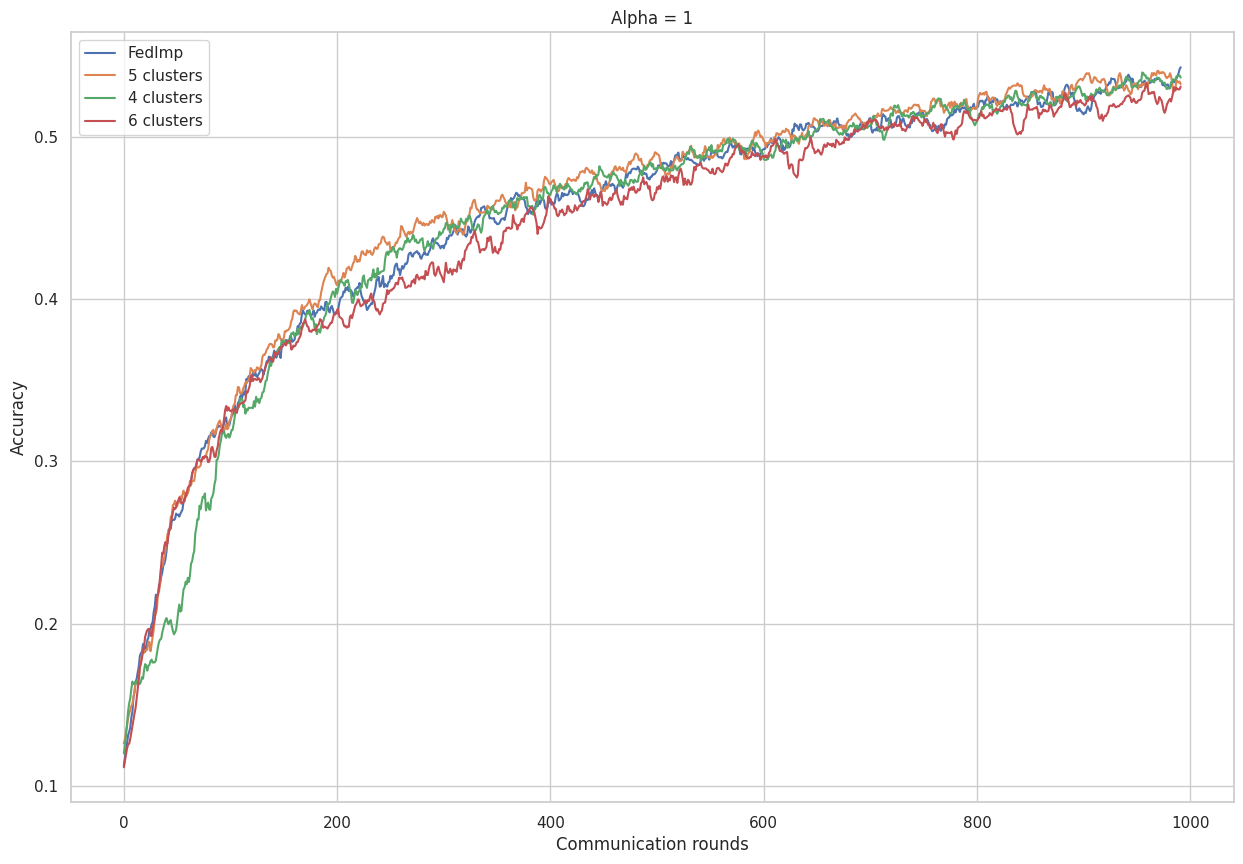 Alpha = 1
FedImp
5 clusters
4 clusters
6 clusters
Accuracy
0.5
0.4
0.3
0.2
0.1
0 200 400 600 800 1000
Communication rounds